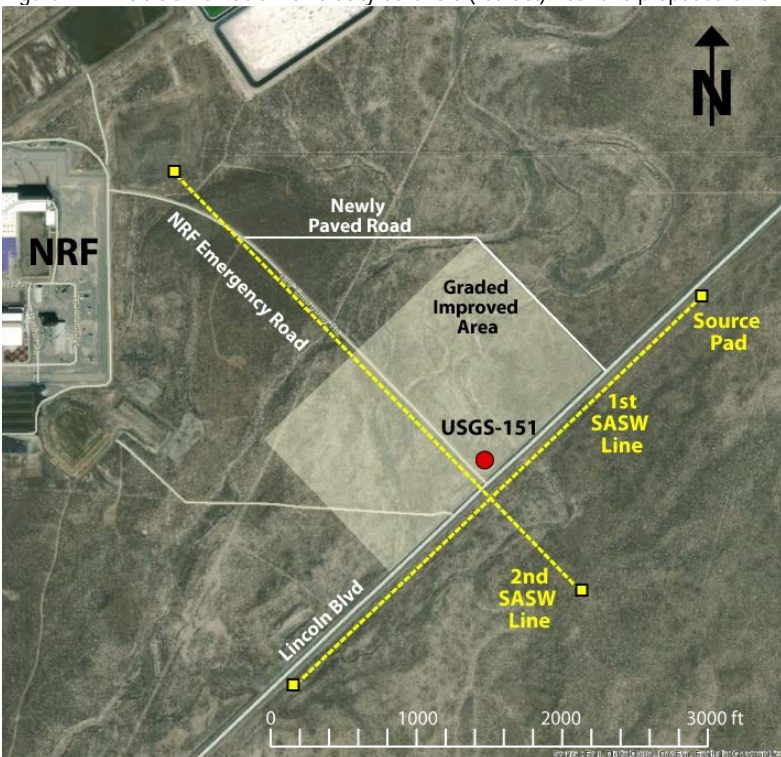 N
Newly
Paved Road
NRF
NRF Emergency Road
Graded
Improved
Area
Source
Pad
1st
SASW
Line
USGS-151
2nd
SASW
Line
Lincoln Blvd
0 1000 2000 3000 ft